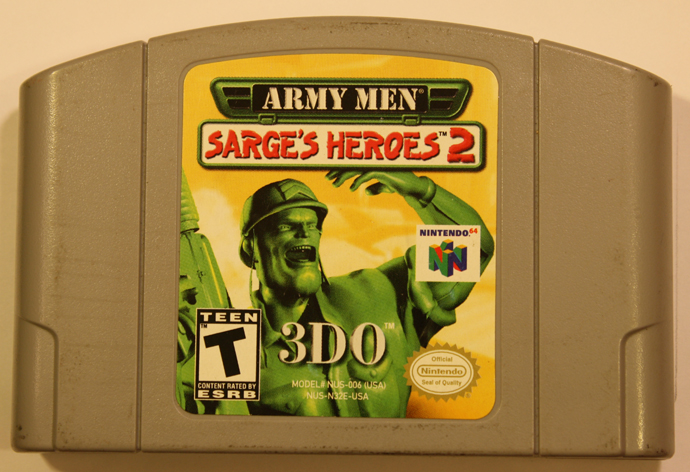 ARMY MEN®
SARGE'S HEROES™ 2
NINTENDO 64
TEEN
™
T
CONTENT RATED BY
ESRB
3DO™
MODEL# NUS-006 (USA)
/NUS-N32E-USA
Official
Nintendo
Seal of Quality